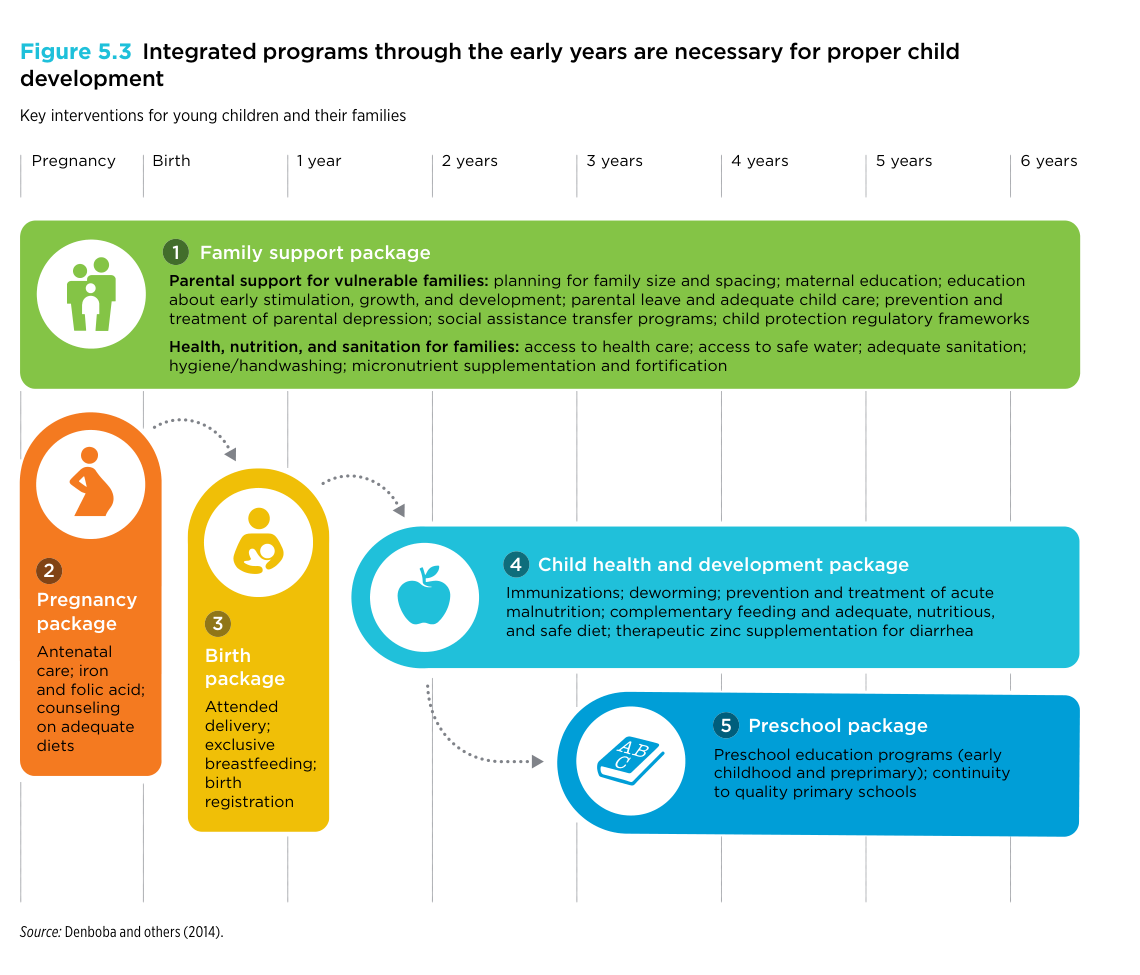 Figure 5.3 Integrated programs through the early years are necessary for proper child
development
Key interventions for young children and their families
Pregnancy Birth 1 year 2 years 3 years 4 years 5 years 6 years
1 Family support package
Parental support for vulnerable families: planning for family size and spacing; maternal education; education
about early stimulation, growth, and development; parental leave and adequate child care; prevention and
treatment of parental depression; social assistance transfer programs; child protection regulatory frameworks
Health, nutrition, and sanitation for families: access to health care; access to safe water; adequate sanitation;
hygiene/handwashing; micronutrient supplementation and fortification
2
Pregnancy
package
Antenatal
care; iron
and folic acid;
counseling
on adequate
diets
3
Birth
package
Attended
delivery;
exclusive
breastfeeding;
birth
registration
4 Child health and development package
Immunizations; deworming; prevention and treatment of acute
malnutrition; complementary feeding and adequate, nutritious,
and safe diet; therapeutic zinc supplementation for diarrhea
A B
C
5 Preschool package
Preschool education programs (early
childhood and preprimary); continuity
to quality primary schools
Source: Denboba and others (2014).